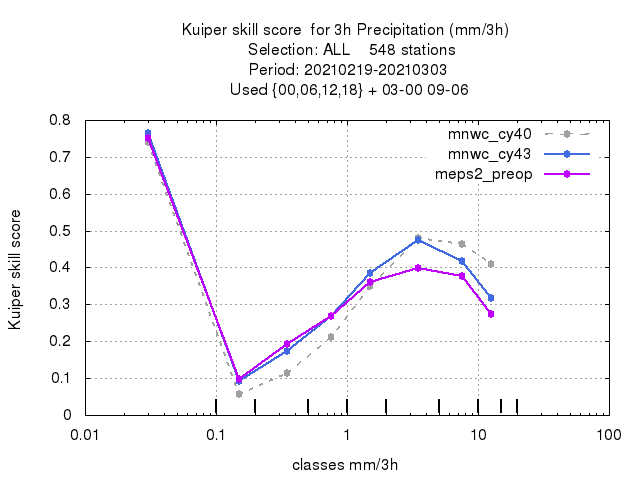 Kuiper skill score  for 3h Precipitation (mm/3h)
Selection: ALL    548 stations
Period: 20210219-20210303
Used {00,06,12,18} + 03-00 09-06
mnwc_cy40
mnwc_cy43
meps2_preop
Kuiper skill score
0.8
0.7
0.6
0.5
0.4
0.3
0.2
0.1
0
0.01 0.1 1 10 100
classes mm/3h